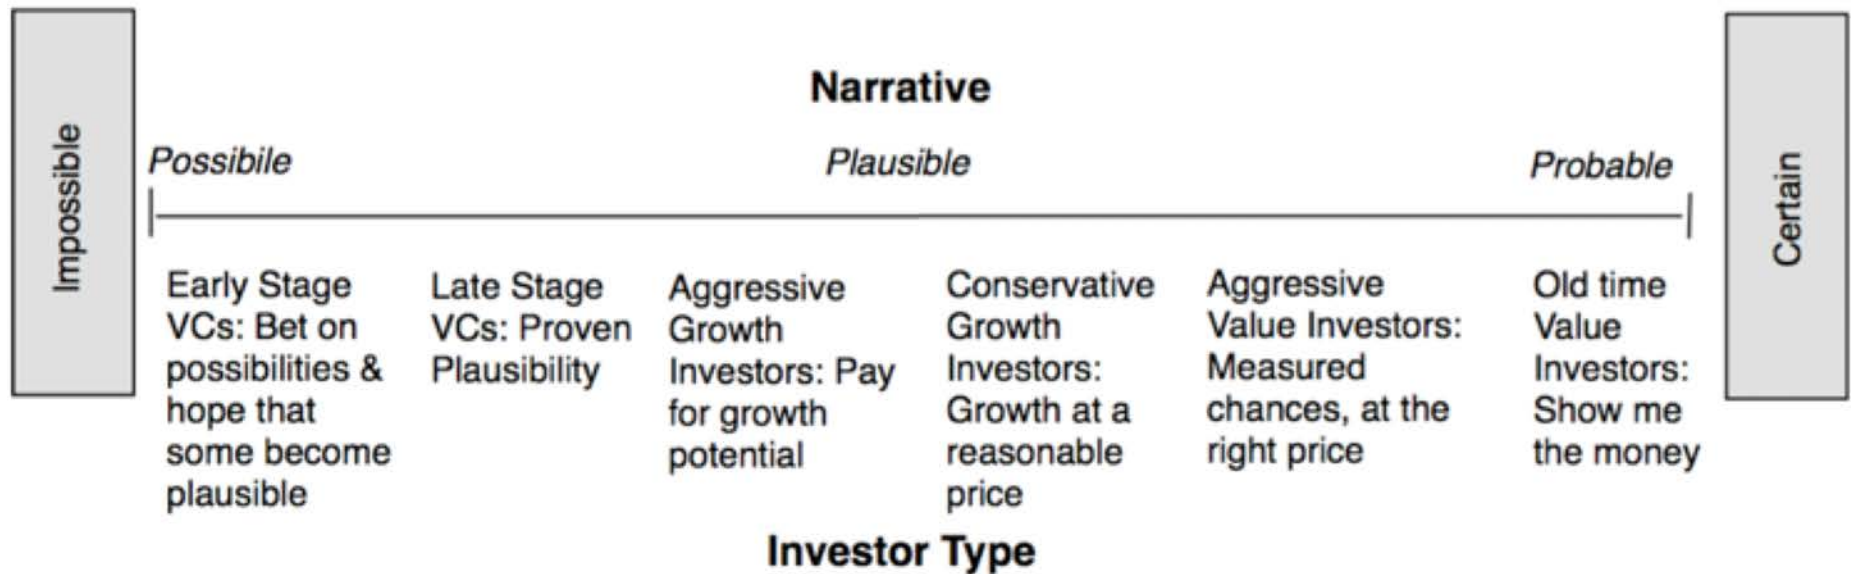 Narrative
Impossible
Possibile
Plausible
Probable
Certain
Early Stage
VCs: Bet on
possibilities &
hope that
some become
plausible
Late Stage
VCs: Proven
Plausibility
Aggressive
Growth
Investors: Pay
for growth
potential
Conservative
Growth
Investors:
Growth at a
reasonable
price
Aggressive
Value Investors:
Measured
chances, at the
right price
Old time
Value
Investors:
Show me
the money
Investor Type